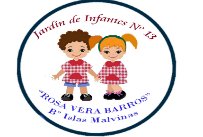 Jardín de Infantes Nº 13
"ROSA VERA BARROS"
Bº Islas Malvinas